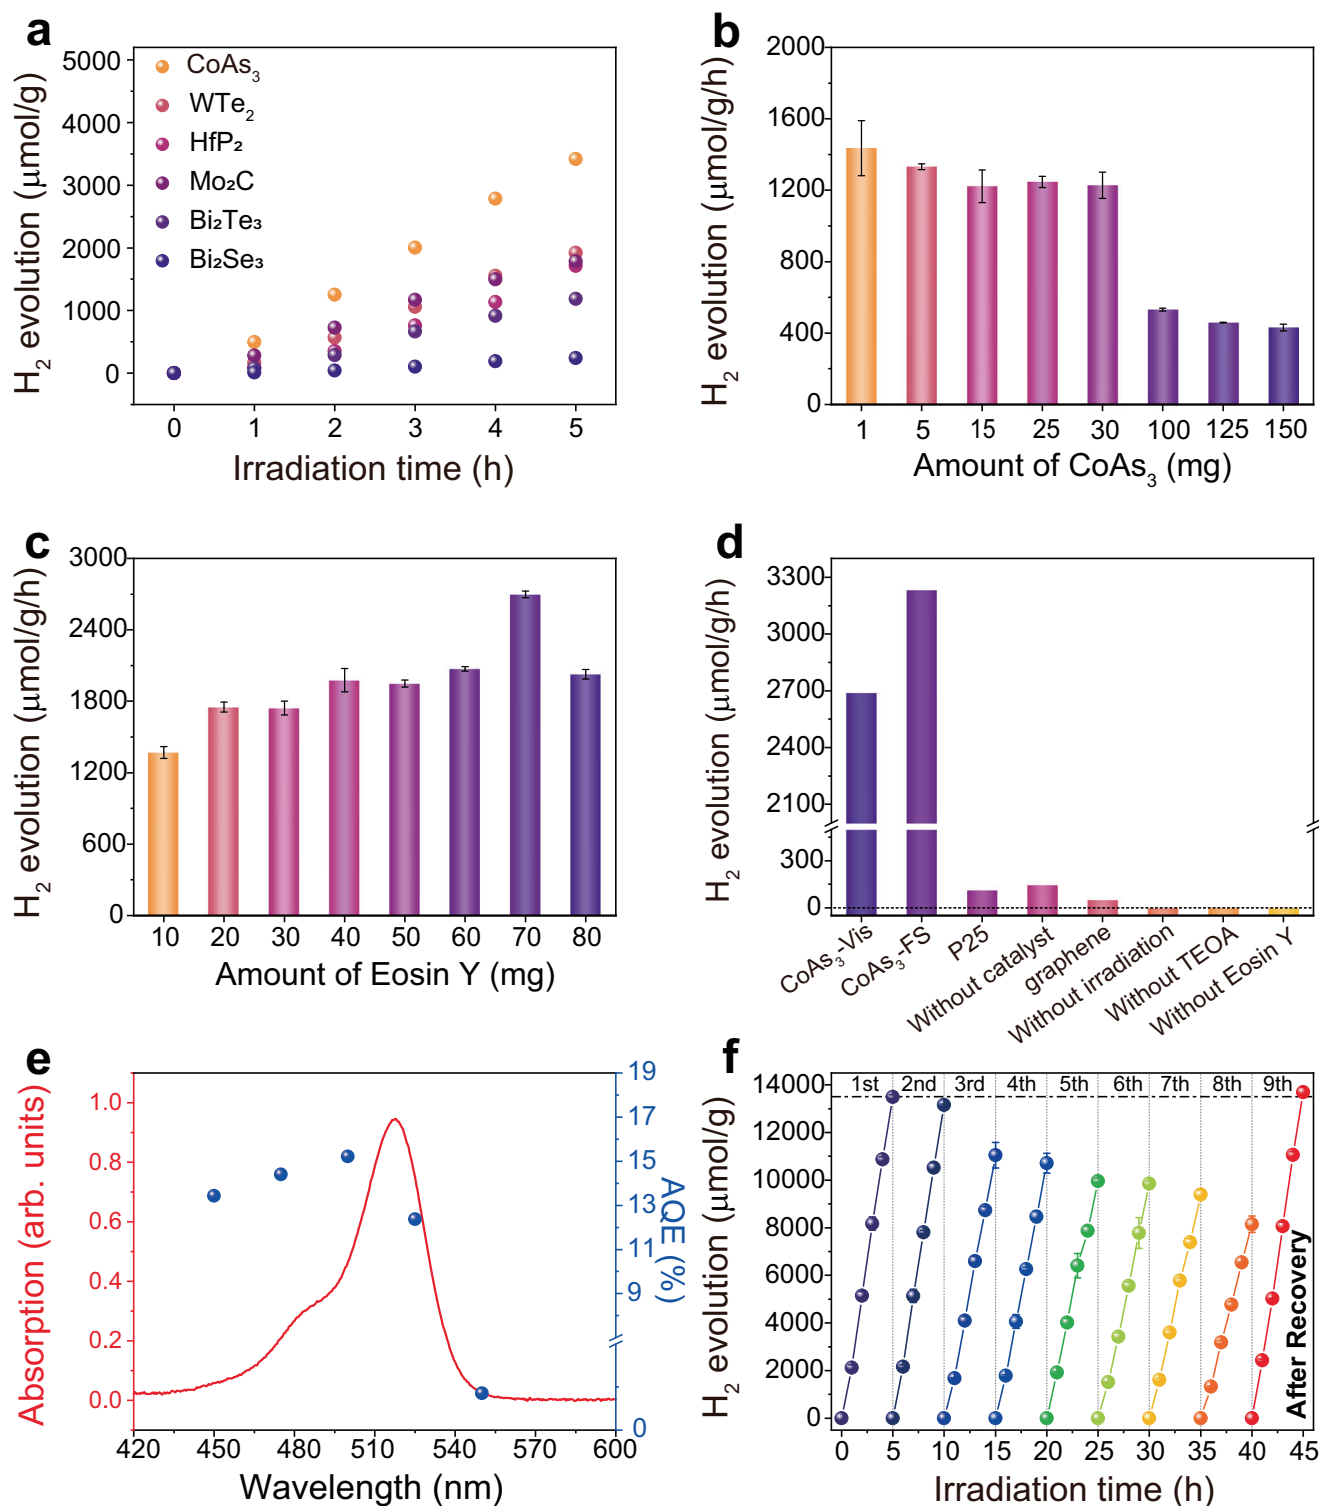 a
H₂ evolution (μmol/g)
5000
4000
3000
2000
1000
0
CoAs₃
WTe₂
HfP₂
Mo₂C
Bi₂Te₃
Bi₂Se₃
0 1 2 3 4 5
Irradiation time (h)
b
H₂ evolution (μmol/g/h)
2000
1600
1200
800
400
0
1 5 15 25 30 100 125 150
Amount of CoAs₃ (mg)
c
H₂ evolution (μmol/g/h)
3000
2400
1800
1200
600
0
10 20 30 40 50 60 70 80
Amount of Eosin Y (mg)
d
H₂ evolution (μmol/g/h)
3300
3000
2700
2400
2100
300
0
CoAs₃-Vis
CoAs₃-FS
P25
Without catalyst
graphene
Without irradiation
Without TEOA
Without Eosin Y
e
Absorption (arb. units)
1.0
0.8
0.6
0.4
0.2
0.0
19
17
15
13
11
9
0
AQE (%)
420 450 480 510 540 570 600
Wavelength (nm)
f
H₂ evolution (μmol/g)
14000
12000
10000
8000
6000
4000
2000
0
1st 2nd 3rd 4th 5th 6th 7th 8th 9th
After Recovery
0 5 10 15 20 25 30 35 40 45
Irradiation time (h)